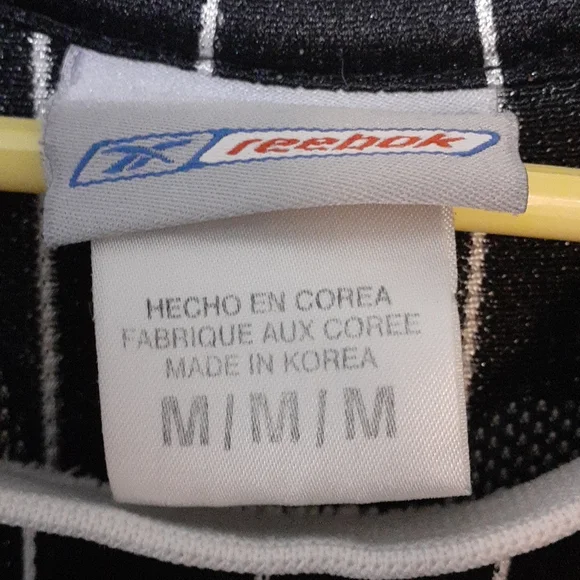 reebok
HECHO EN COREA
FABRIQUE AUX COREE
MADE IN KOREA
M/M/M